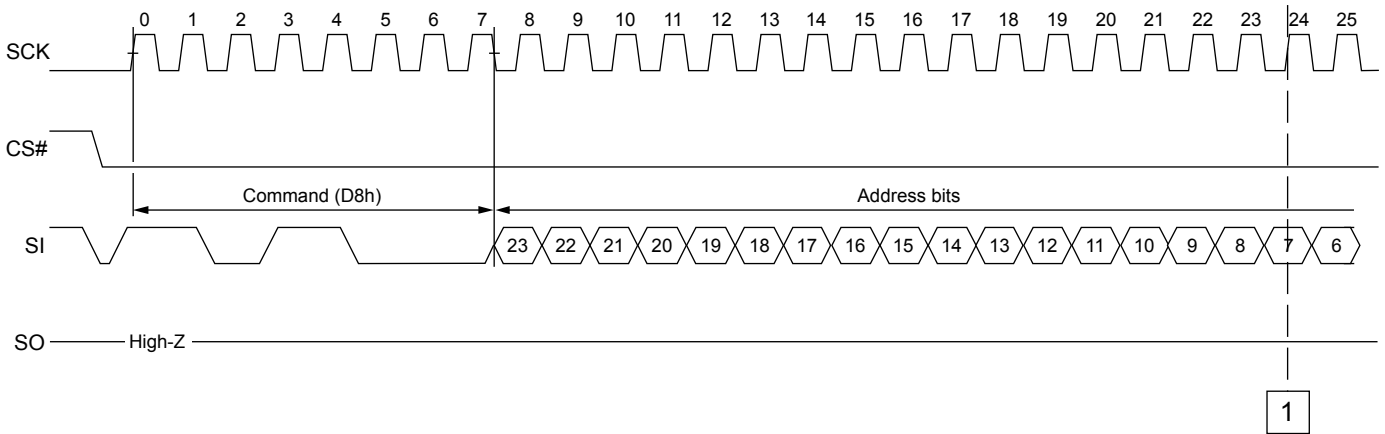 0 1 2 3 4 5 6 7 8 9 10 11 12 13 14 15 16 17 18 19 20 21 22 23 24 25
SCK
CS#
Command (D8h) Address bits
SI 23 22 21 20 19 18 17 16 15 14 13 12 11 10 9 8 7 6
SO High-Z
1